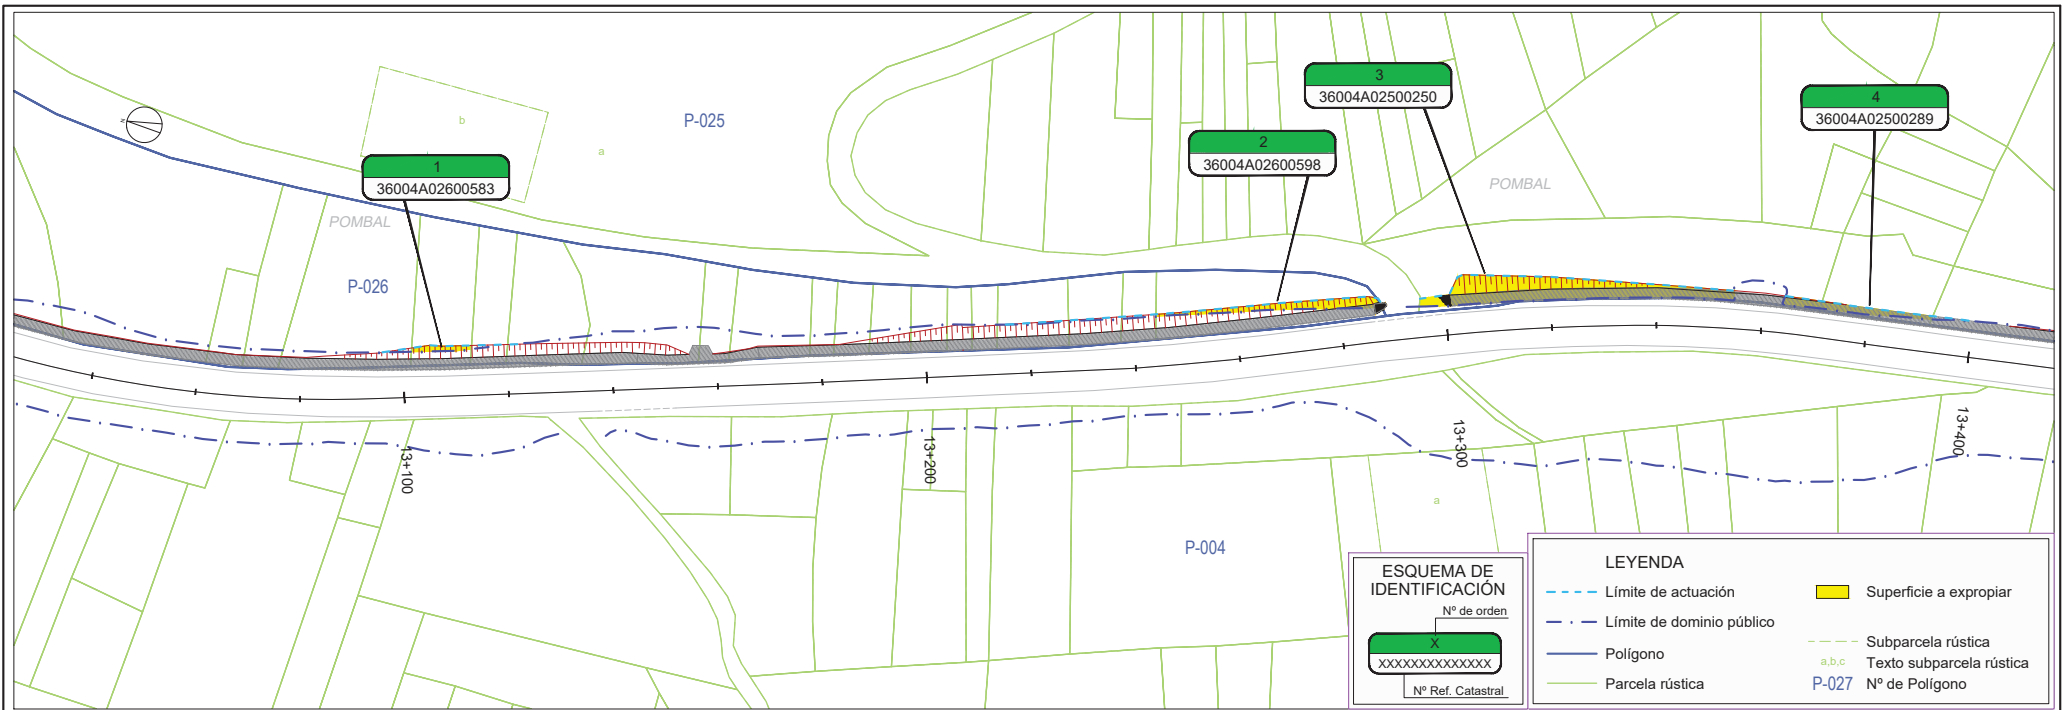 P-025
b
a
N
1
36004A02600583
2
36004A02600598
3
36004A02500250
4
36004A02500289
POMBAL
POMBAL
P-026
13+100
13+200
13+300
13+400
a
P-004
ESQUEMA DE
IDENTIFICACIÓN
Nº de orden
X
XXXXXXXXXXXXXX
Nº Ref. Catastral
LEYENDA
Límite de actuación
Límite de dominio público
Polígono
Parcela rústica
Superficie a expropiar
Subparcela rústica
a,b,c Texto subparcela rústica
P-027 Nº de Polígono